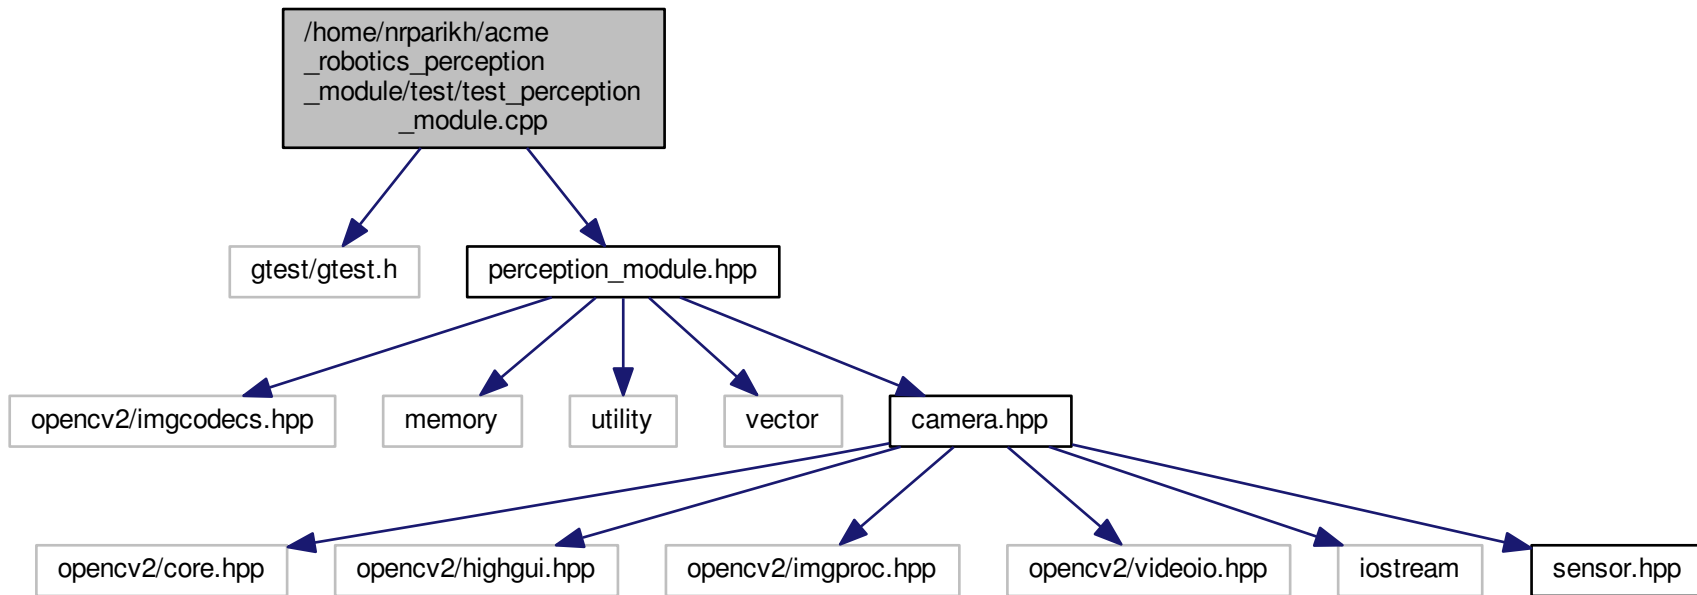 /home/nrparikh/acme
_robotics_perception
_module/test/test_perception
_module.cpp
gtest/gtest.h
perception_module.hpp
opencv2/imgcodecs.hpp
memory
utility
vector
camera.hpp
opencv2/core.hpp
opencv2/highgui.hpp
opencv2/imgproc.hpp
opencv2/videoio.hpp
iostream
sensor.hpp